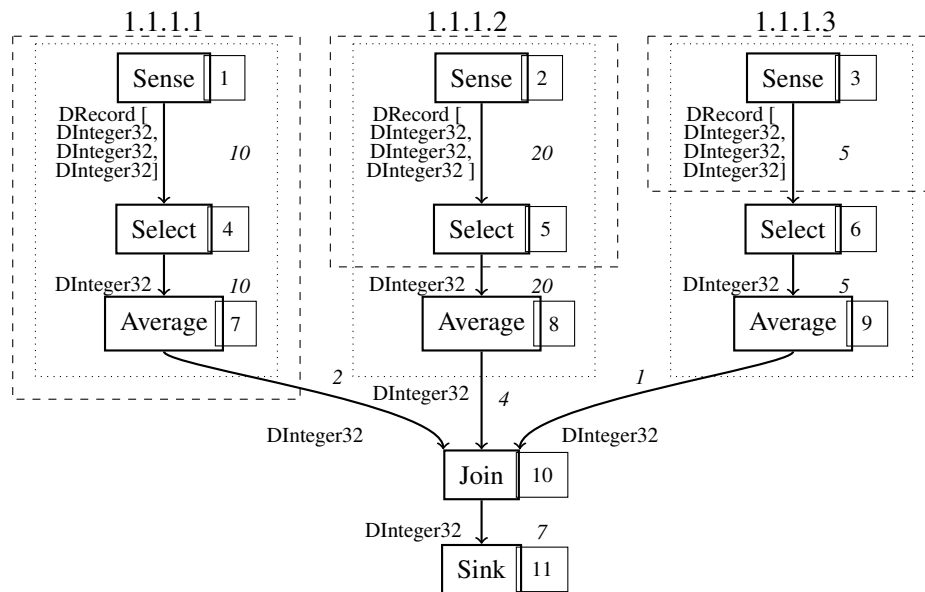 1.1.1.1 1.1.1.2 1.1.1.3
Sense 1 Sense 2 Sense 3
DRecord [
DInteger32,
DInteger32,
DInteger32]
10
DRecord [
DInteger32,
DInteger32,
DInteger32 ]
20
DRecord [
DInteger32,
DInteger32,
DInteger32]
5
Select 4 Select 5 Select 6
DInteger32 10 DInteger32 20 DInteger32 5
Average 7 Average 8 Average 9
2 DInteger32 4 1
DInteger32 DInteger32
Join 10
DInteger32 7
Sink 11